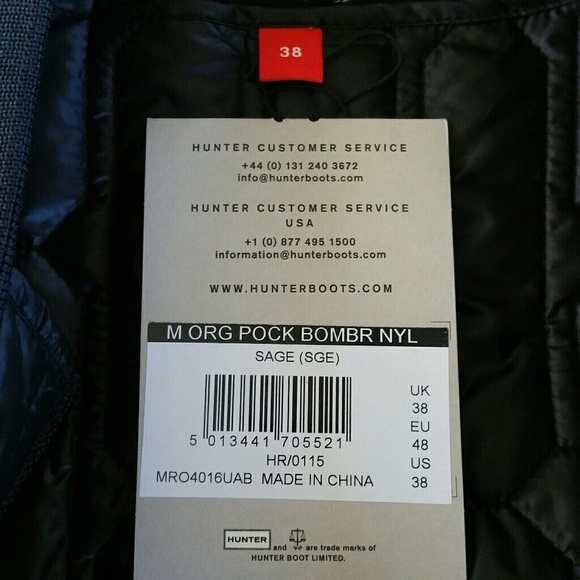 38
HUNTER CUSTOMER SERVICE
+44 (0) 131 240 3672
info@hunterboots.com
HUNTER CUSTOMER SERVICE
USA
+1 (0) 877 495 1500
information@hunterboots.com
WWW.HUNTERBOOTS.COM
M ORG POCK BOMBR NYL
SAGE (SGE)
5 013441 705521
HR/0115
MRO4016UAB MADE IN CHINA
UK
38
EU
48
US
38
HUNTER and are trade marks of
HUNTER BOOT LIMITED.